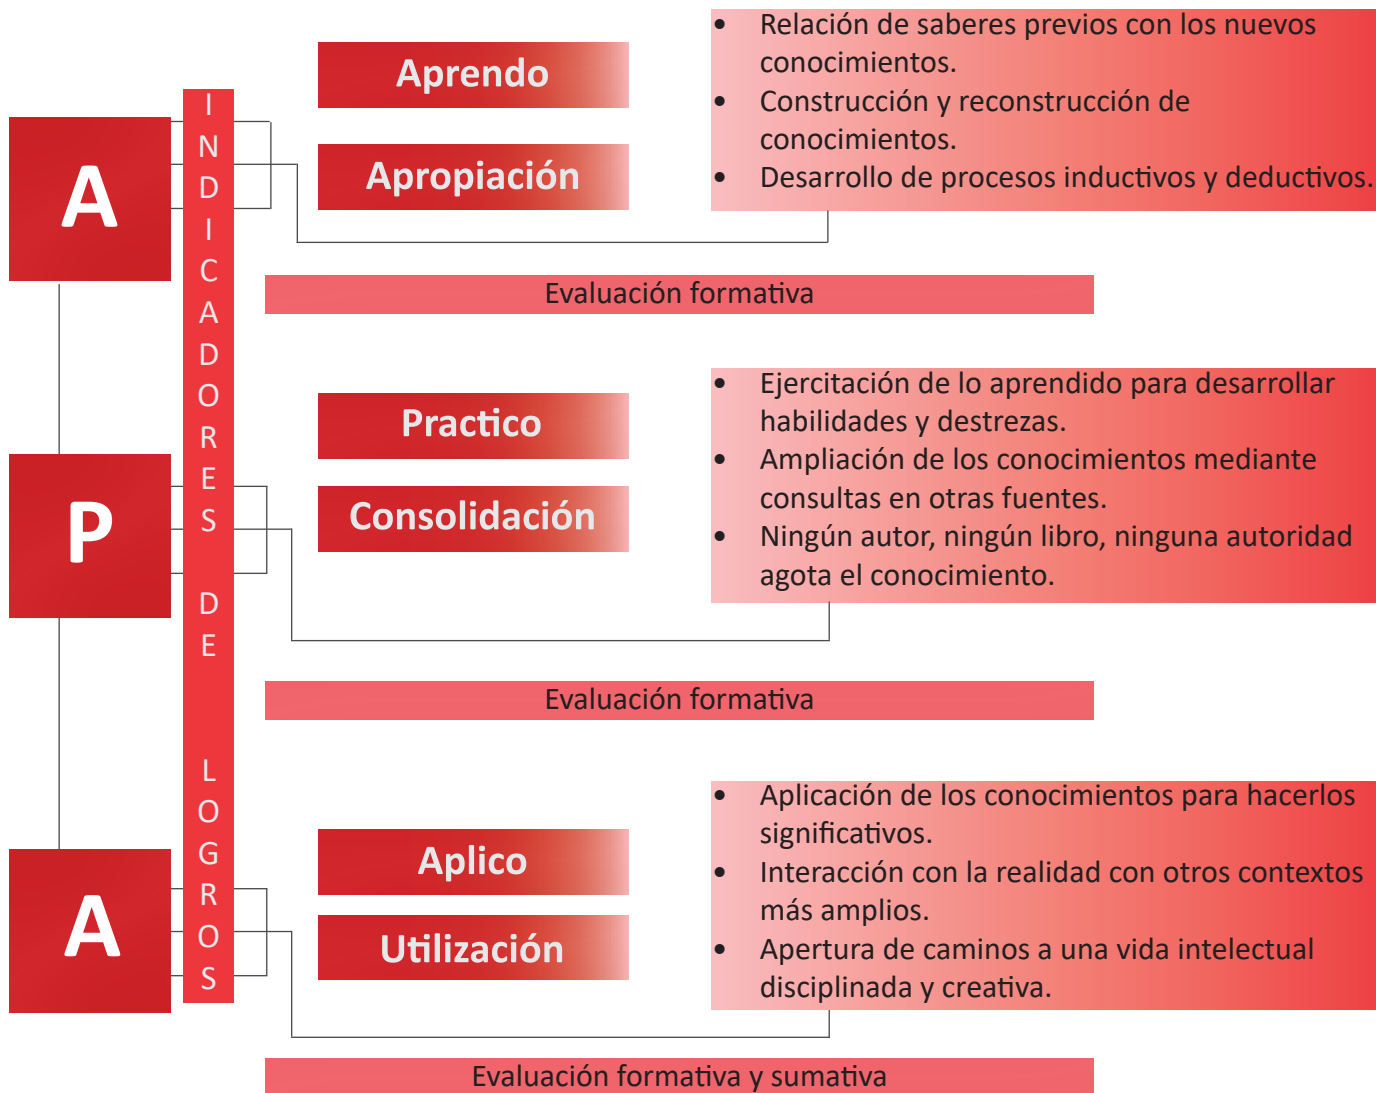 A
INDICADORES DE LOGROS
Aprendo
Apropiación
• Relación de saberes previos con los nuevos
conocimientos.
• Construcción y reconstrucción de
conocimientos.
• Desarrollo de procesos inductivos y deductivos.
Evaluación formativa
P
Practico
Consolidación
• Ejercitación de lo aprendido para desarrollar
habilidades y destrezas.
• Ampliación de los conocimientos mediante
consultas en otras fuentes.
• Ningún autor, ningún libro, ninguna autoridad
agota el conocimiento.
Evaluación formativa
A
Aplico
Utilización
• Aplicación de los conocimientos para hacerlos
significativos.
• Interacción con la realidad con otros contextos
más amplios.
• Apertura de caminos a una vida intelectual
disciplinada y creativa.
Evaluación formativa y sumativa